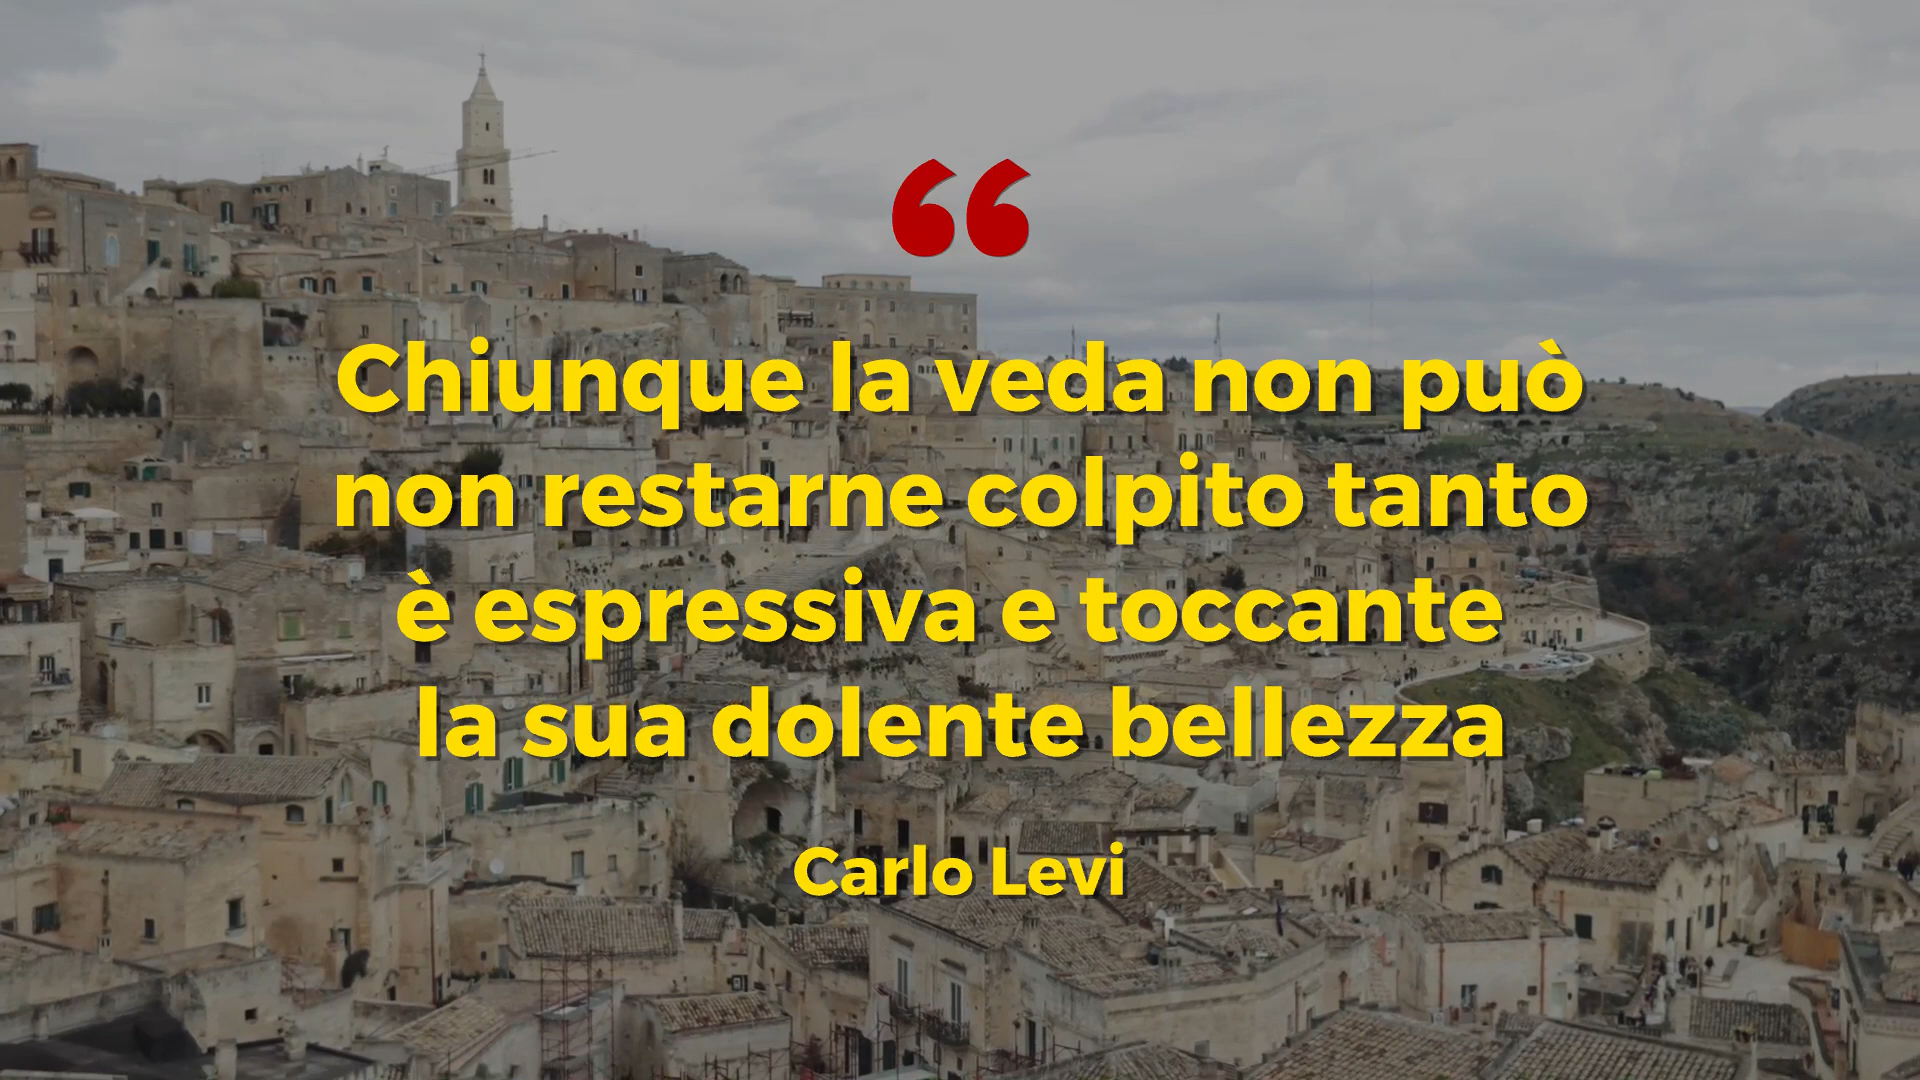 “
Chiunque la veda non può
non restarne colpito tanto
è espressiva e toccante
la sua dolente bellezza
Carlo Levi